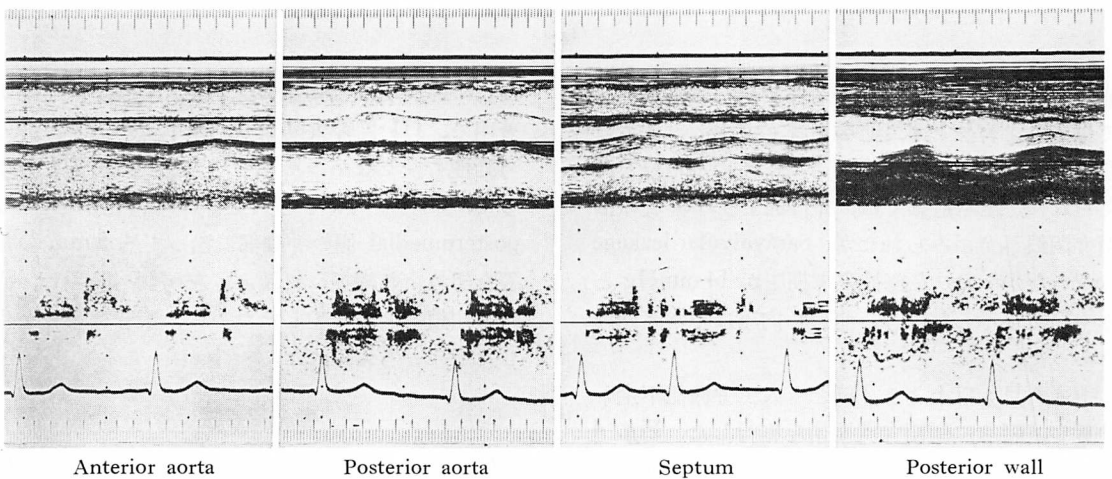 Anterior aorta
Posterior aorta
Septum
Posterior wall